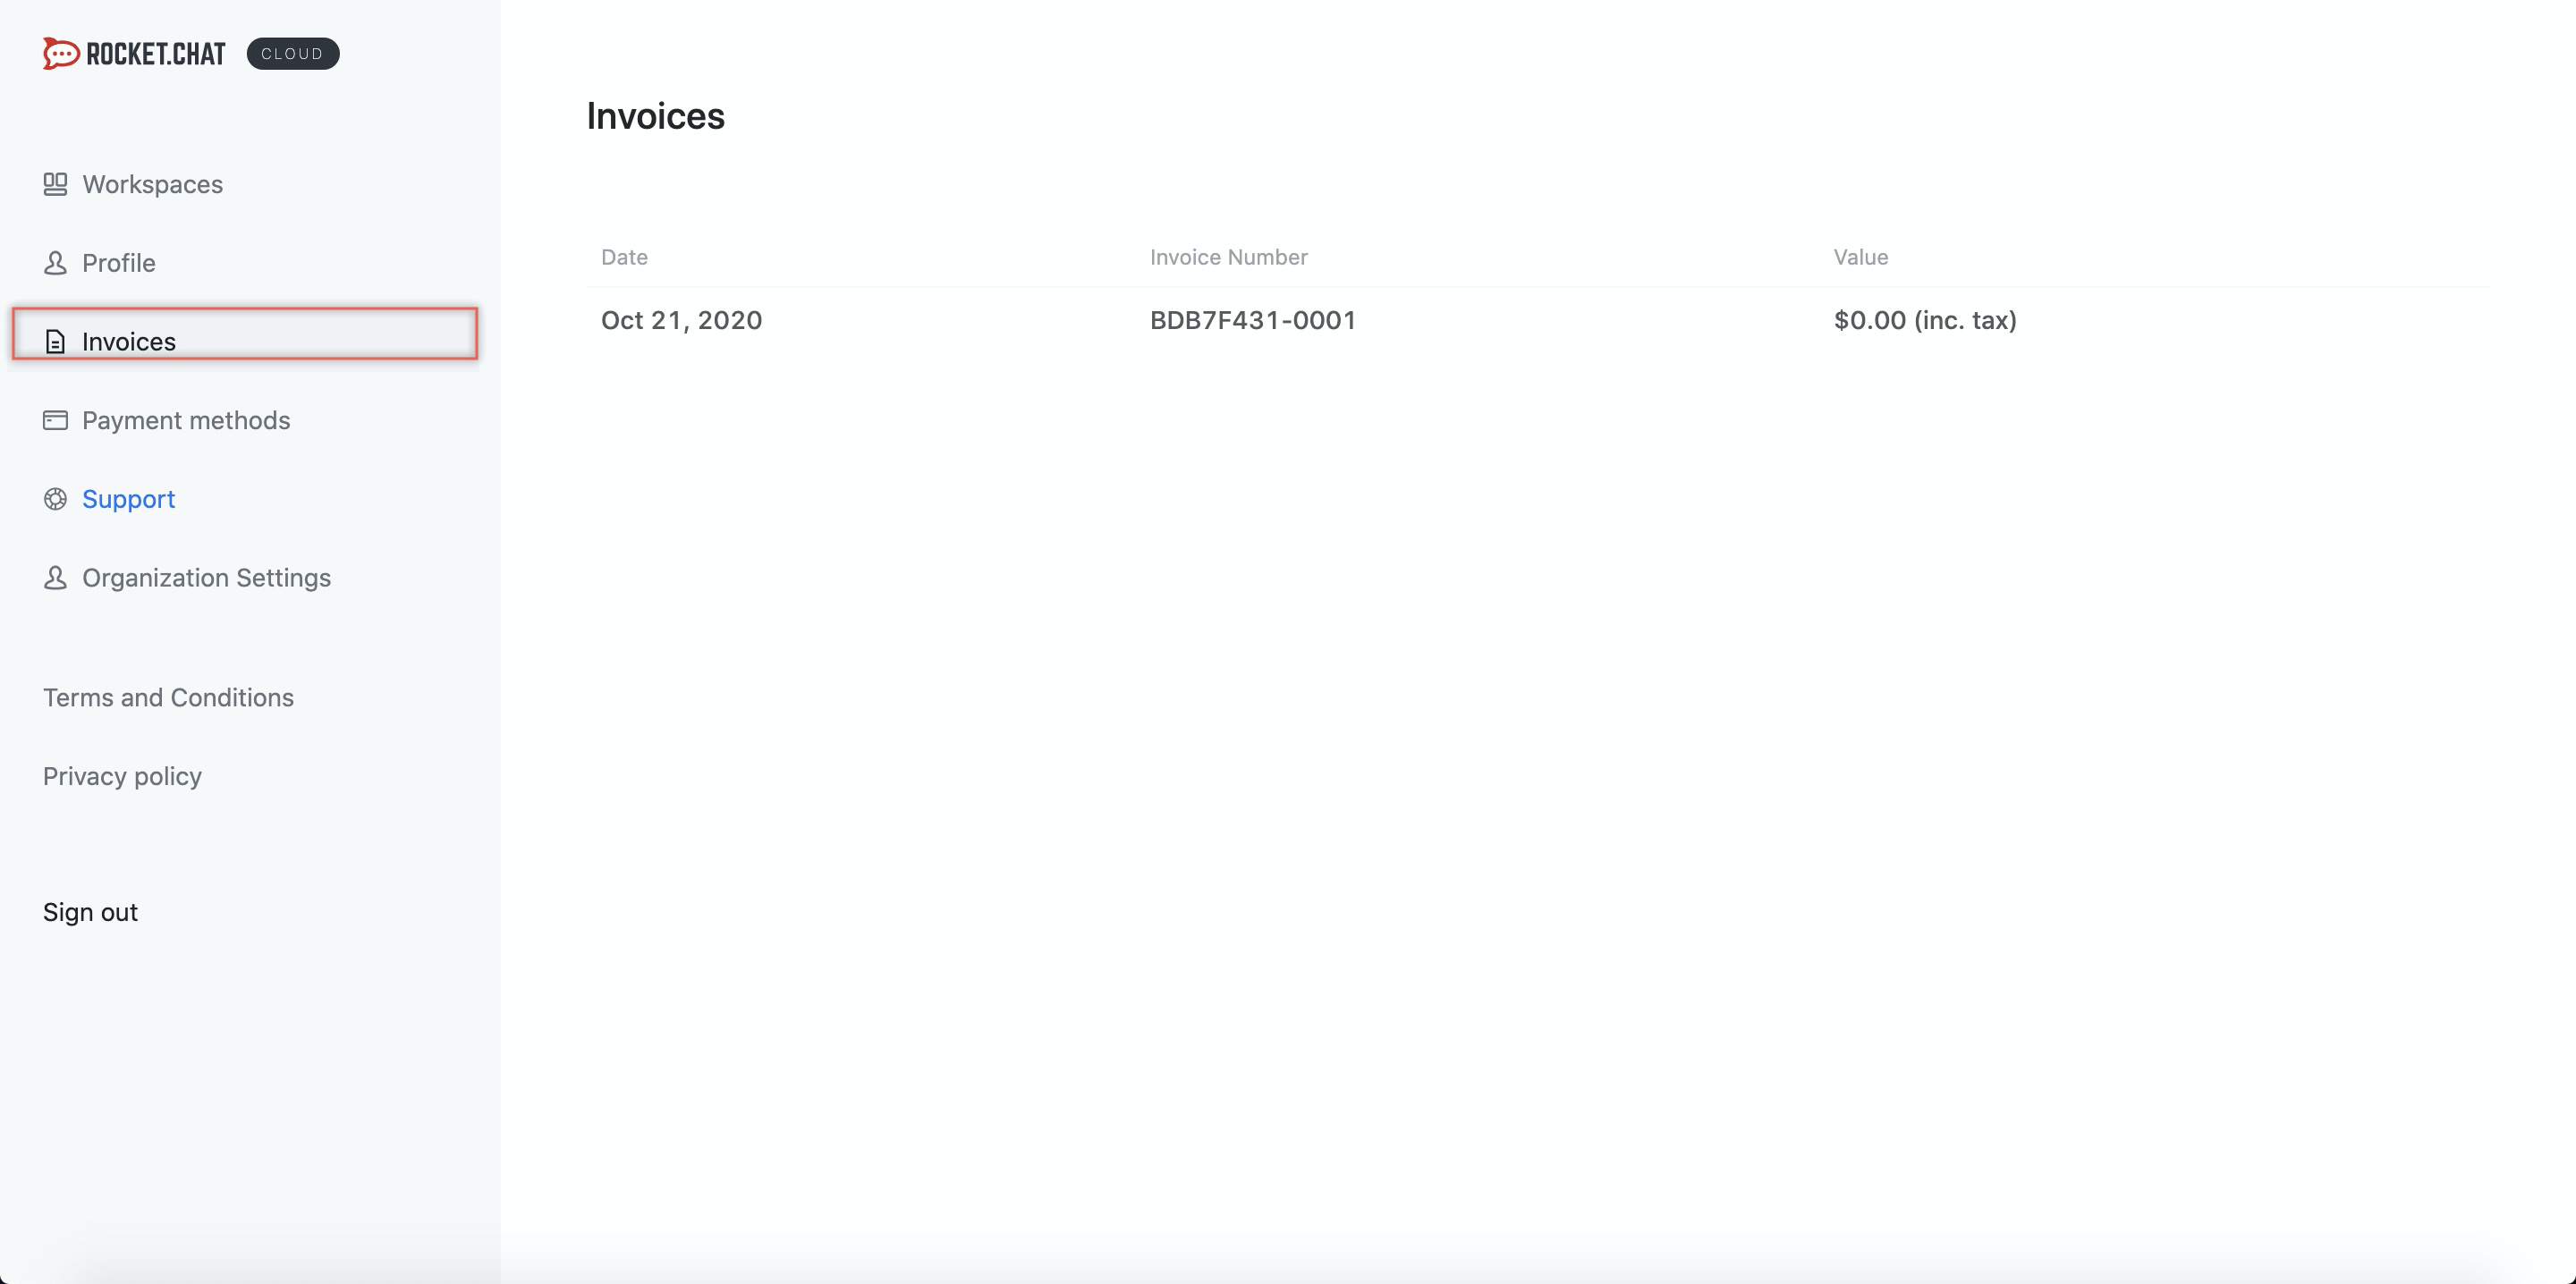 ROCKET.CHAT CLOUD
Workspaces
Profile
Invoices
Payment methods
Support
Organization Settings
Terms and Conditions
Privacy policy
Sign out
Invoices
Date Invoice Number Value
Oct 21, 2020 BDB7F431-0001 $0.00 (inc. tax)